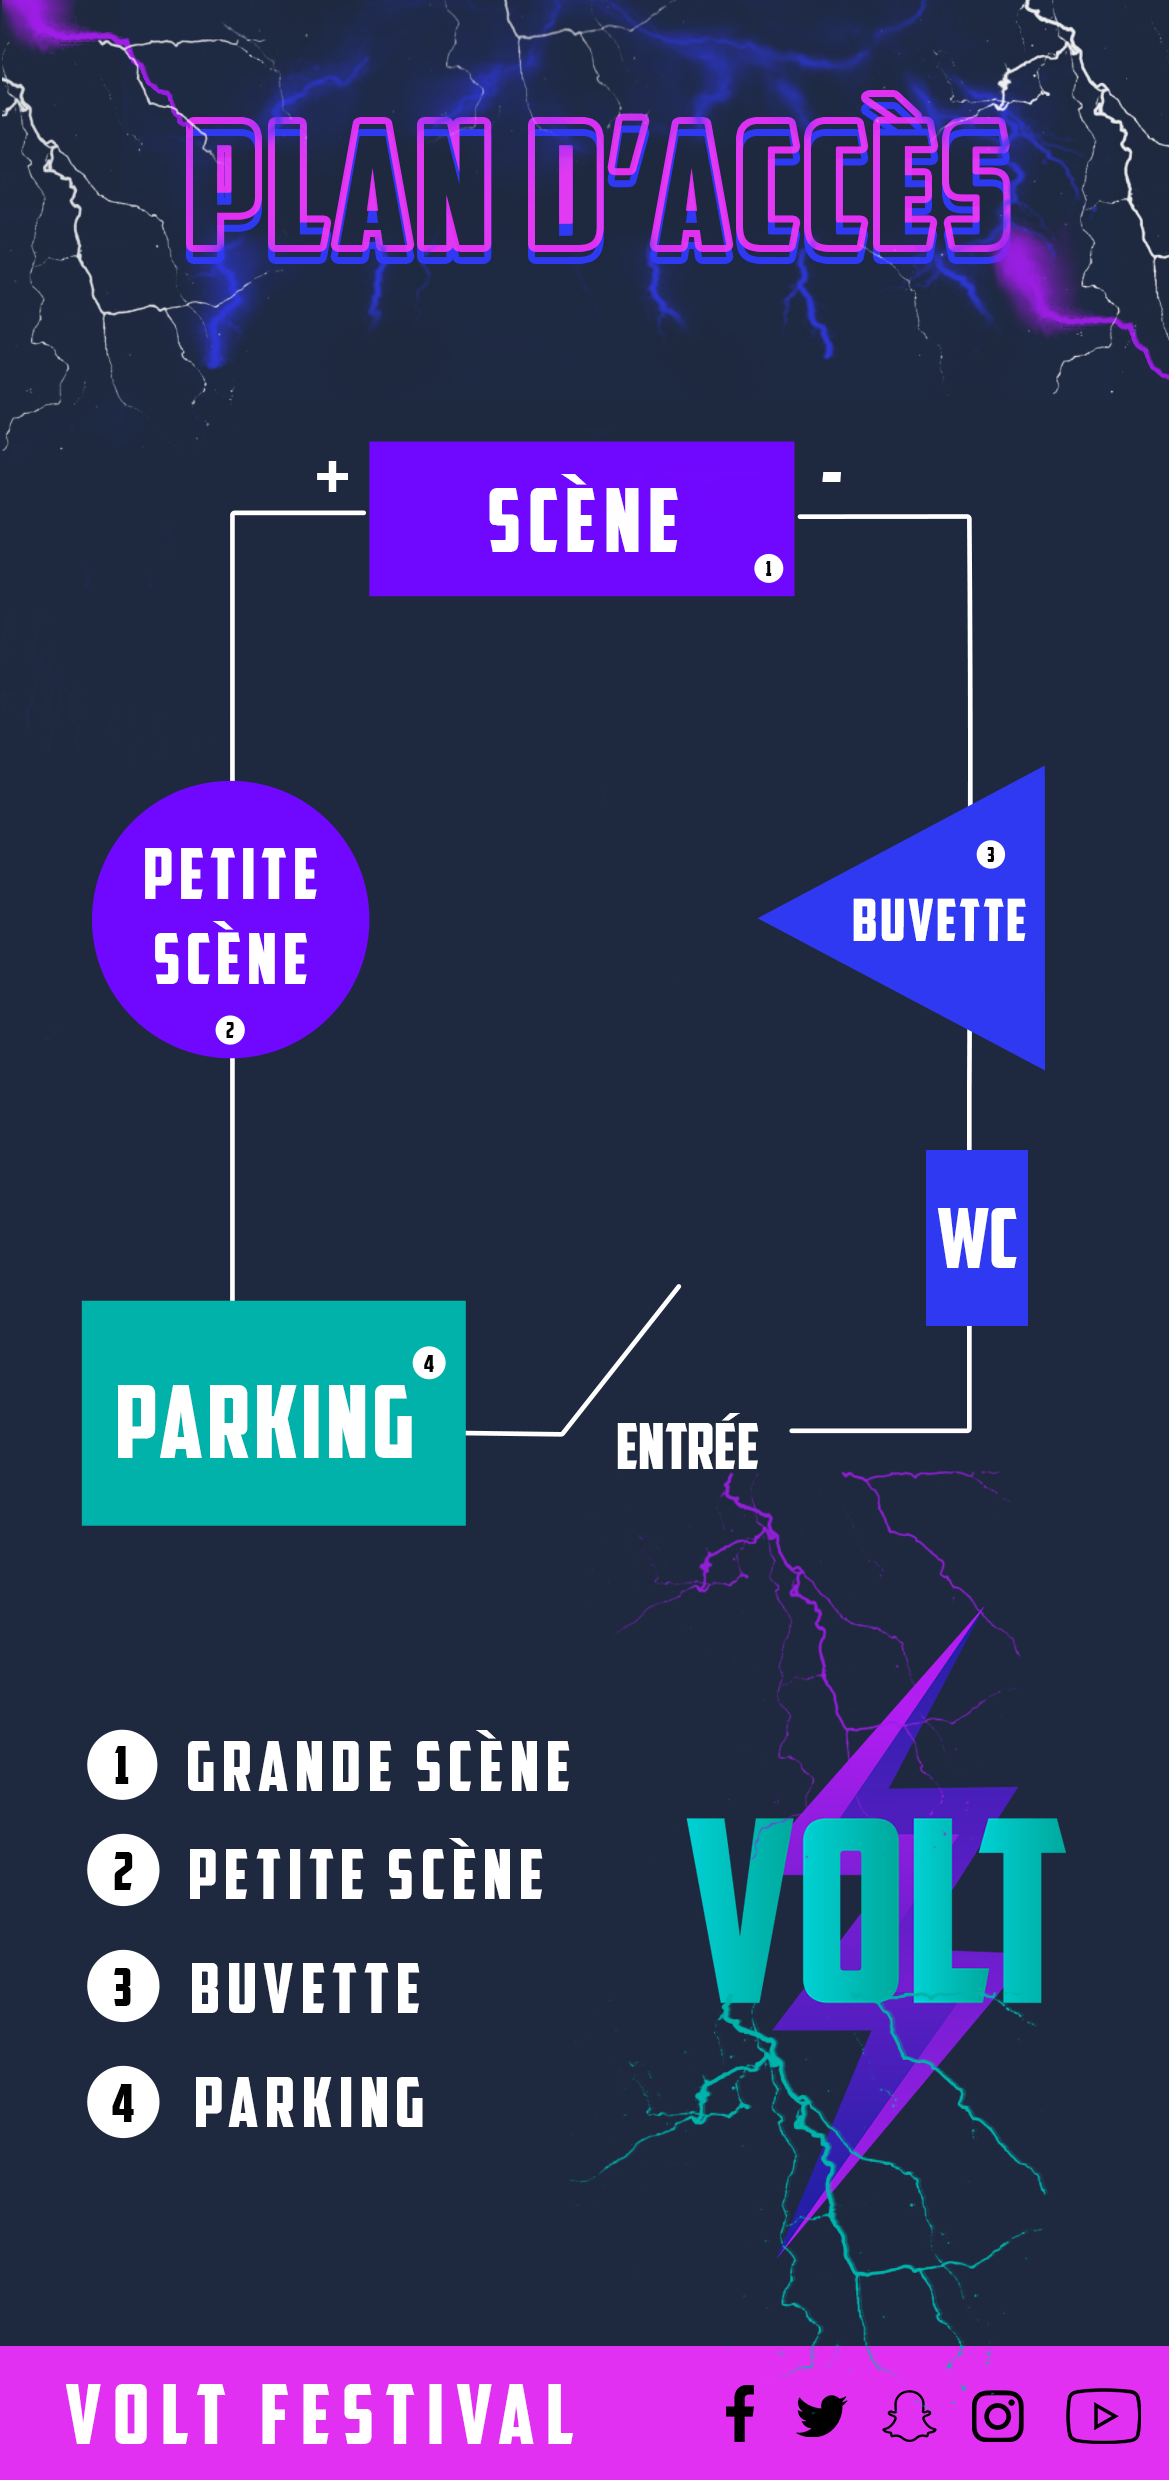 PLAN D'ACCÈS
+
-
SCÈNE
1
PETITE
SCÈNE
2
3
BUVETTE
WC
4
PARKING
ENTRÉE
1 GRANDE SCÈNE
2 PETITE SCÈNE
3 BUVETTE
4 PARKING
VOLT
VOLT FESTIVAL